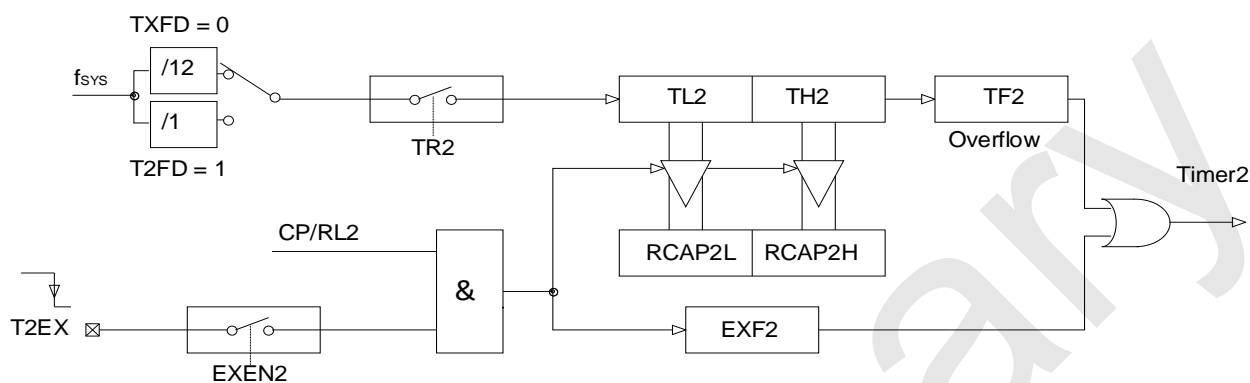 TXFD = 0
fSYS
/12
/1
T2FD = 1
TR2
TL2
TH2
TF2
Overflow
Timer2
CP/RL2
RCAP2L
RCAP2H
&
T2EX
EXEN2
EXF2
ary